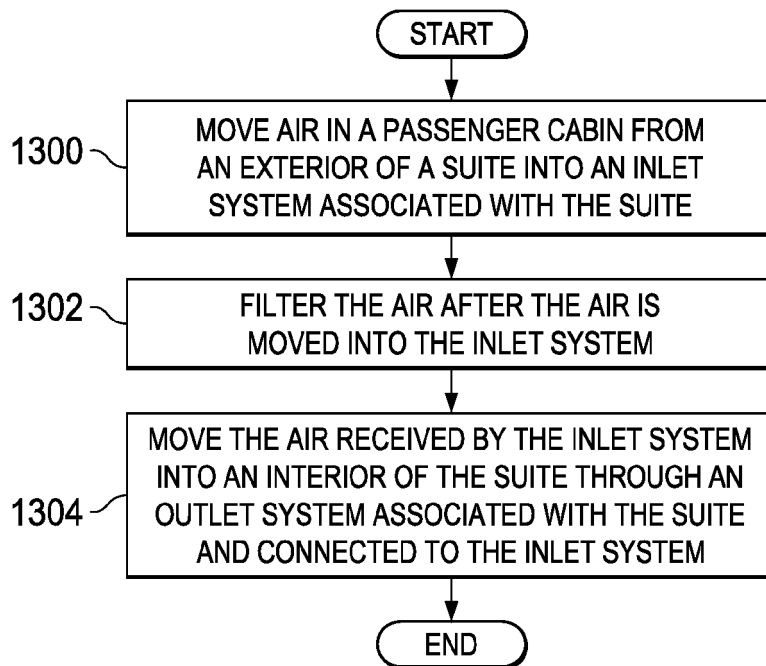 START
1300
MOVE AIR IN A PASSENGER CABIN FROM
AN EXTERIOR OF A SUITE INTO AN INLET
SYSTEM ASSOCIATED WITH THE SUITE
1302
FILTER THE AIR AFTER THE AIR IS
MOVED INTO THE INLET SYSTEM
1304
MOVE THE AIR RECEIVED BY THE INLET SYSTEM
INTO AN INTERIOR OF THE SUITE THROUGH AN
OUTLET SYSTEM ASSOCIATED WITH THE SUITE
AND CONNECTED TO THE INLET SYSTEM
END